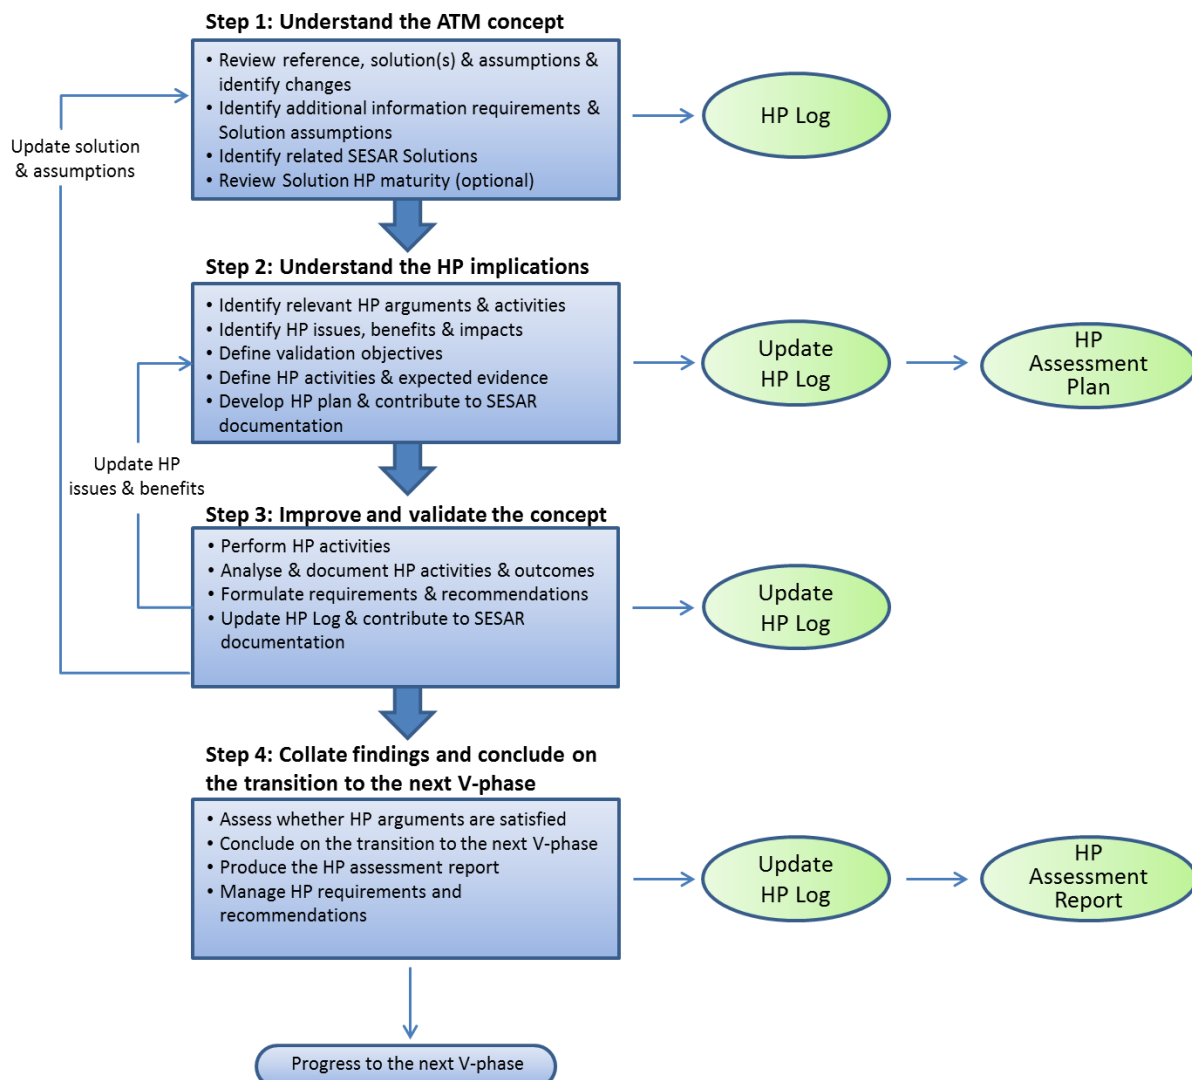 Step 1: Understand the ATM concept
• Review reference, solution(s) & assumptions &
identify changes
• Identify additional information requirements &
Solution assumptions
• Identify related SESAR Solutions
• Review Solution HP maturity (optional)
HP Log
Update solution
& assumptions
Step 2: Understand the HP implications
• Identify relevant HP arguments & activities
• Identify HP issues, benefits & impacts
• Define validation objectives
• Define HP activities & expected evidence
• Develop HP plan & contribute to SESAR
documentation
Update
HP Log
HP
Assessment
Plan
Update HP
issues & benefits
Step 3: Improve and validate the concept
• Perform HP activities
• Analyse & document HP activities & outcomes
• Formulate requirements & recommendations
• Update HP Log & contribute to SESAR
documentation
Update
HP Log
Step 4: Collate findings and conclude on
the transition to the next V-phase
• Assess whether HP arguments are satisfied
• Conclude on the transition to the next V-phase
• Produce the HP assessment report
• Manage HP requirements and
recommendations
Update
HP Log
HP
Assessment
Report
Progress to the next V-phase